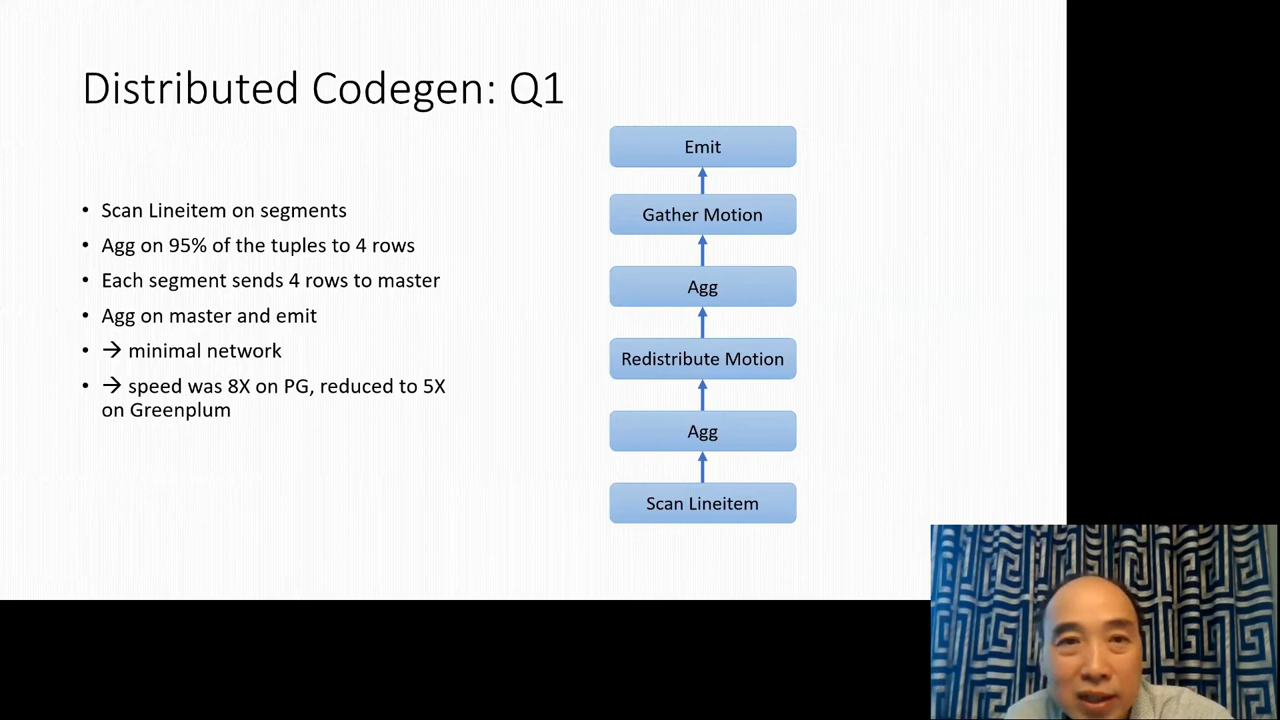 Distributed Codegen: Q1
• Scan Lineitem on segments
• Agg on 95% of the tuples to 4 rows
• Each segment sends 4 rows to master
• Agg on master and emit
• → minimal network
• → speed was 8X on PG, reduced to 5X
on Greenplum
Emit
Gather Motion
Agg
Redistribute Motion
Agg
Scan Lineitem